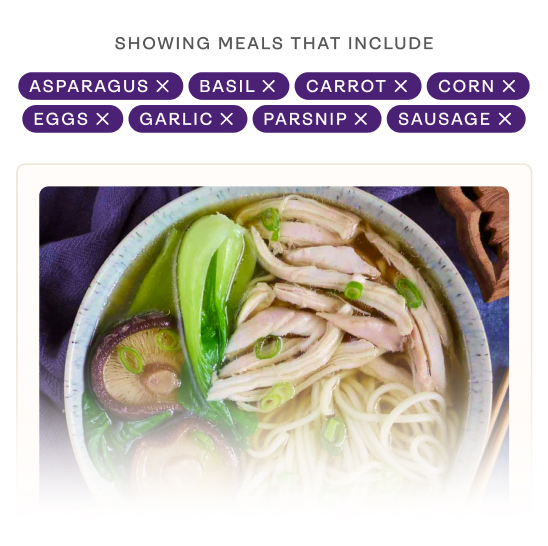 SHOWING MEALS THAT INCLUDE
ASPARAGUS × BASIL × CARROT × CORN ×
EGGS × GARLIC × PARSNIP × SAUSAGE ×